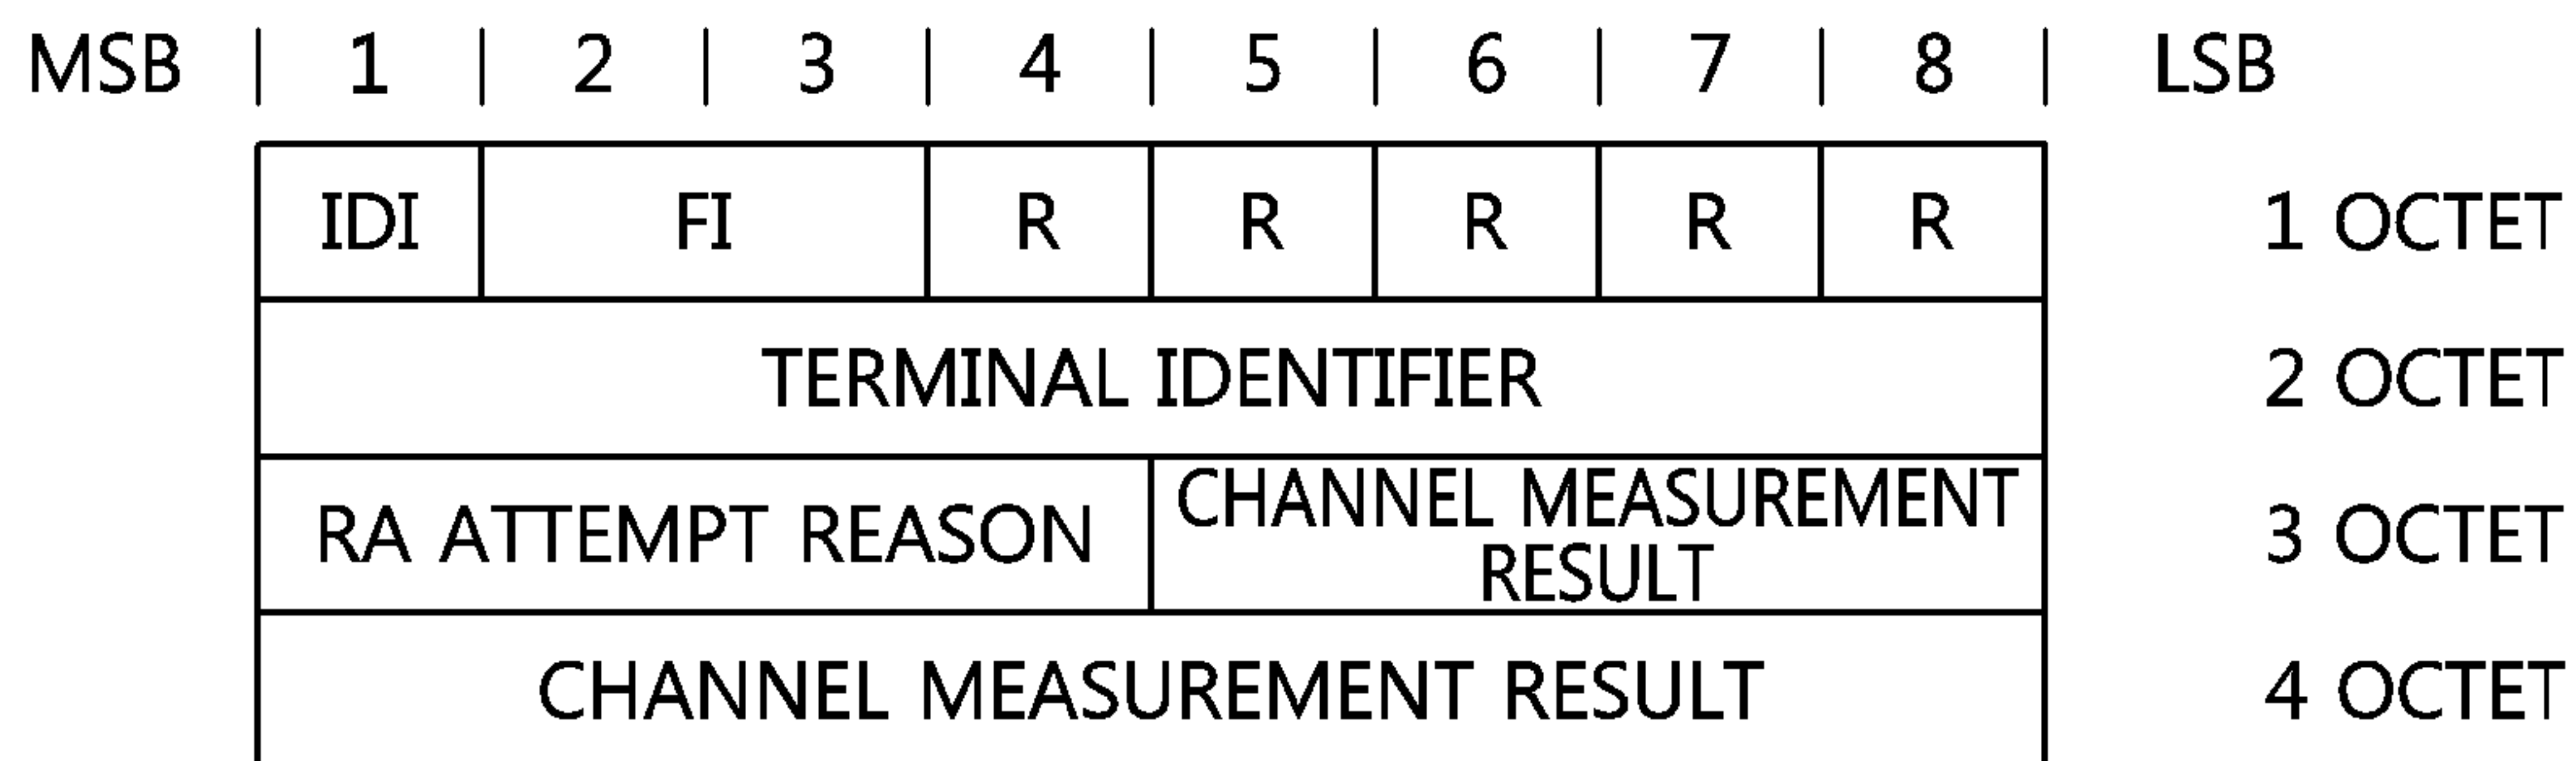 MSB | 1 | 2 | 3 | 4 | 5 | 6 | 7 | 8 | LSB
IDI FI R R R R R 1 OCTET
TERMINAL IDENTIFIER 2 OCTET
RA ATTEMPT REASON CHANNEL MEASUREMENT RESULT 3 OCTET
CHANNEL MEASUREMENT RESULT 4 OCTET